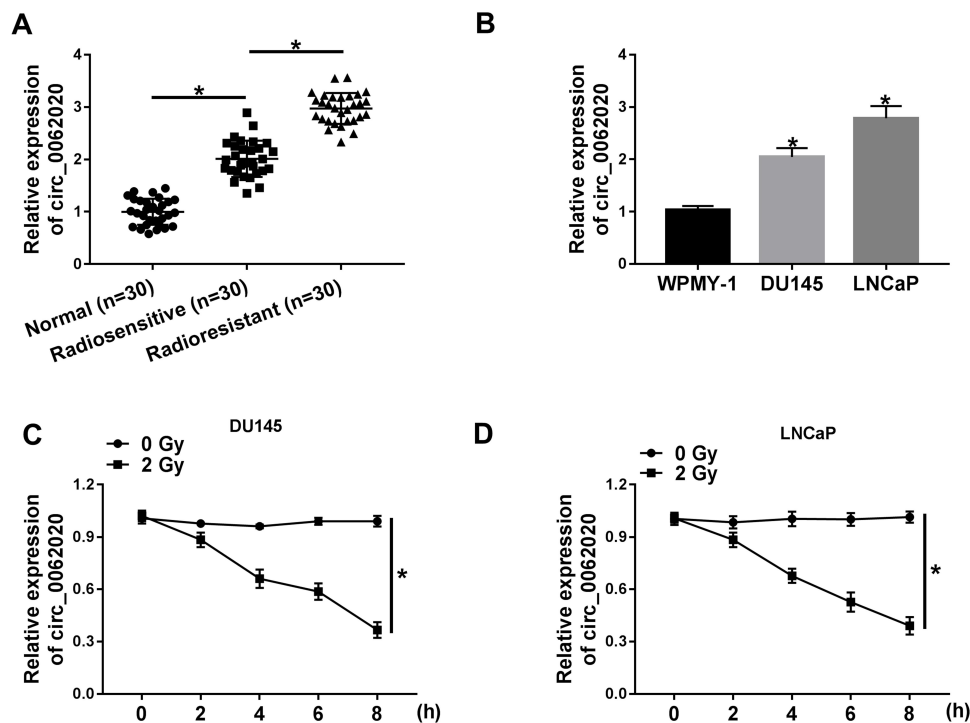 A
Relative expression
of circ_0062020
4
3
2
1
0
*
*
Normal (n=30)
Radiosensitive (n=30)
Radioresistant (n=30)
B
Relative expression
of circ_0062020
4
3
2
1
0
*
*
WPMY-1 DU145 LNCaP
C
DU145
0 Gy
2 Gy
Relative expression
of circ_0062020
1.2
0.9
0.6
0.3
0.0
*
0 2 4 6 8 (h)
D
LNCaP
0 Gy
2 Gy
Relative expression
of circ_0062020
1.2
0.9
0.6
0.3
0.0
*
0 2 4 6 8 (h)